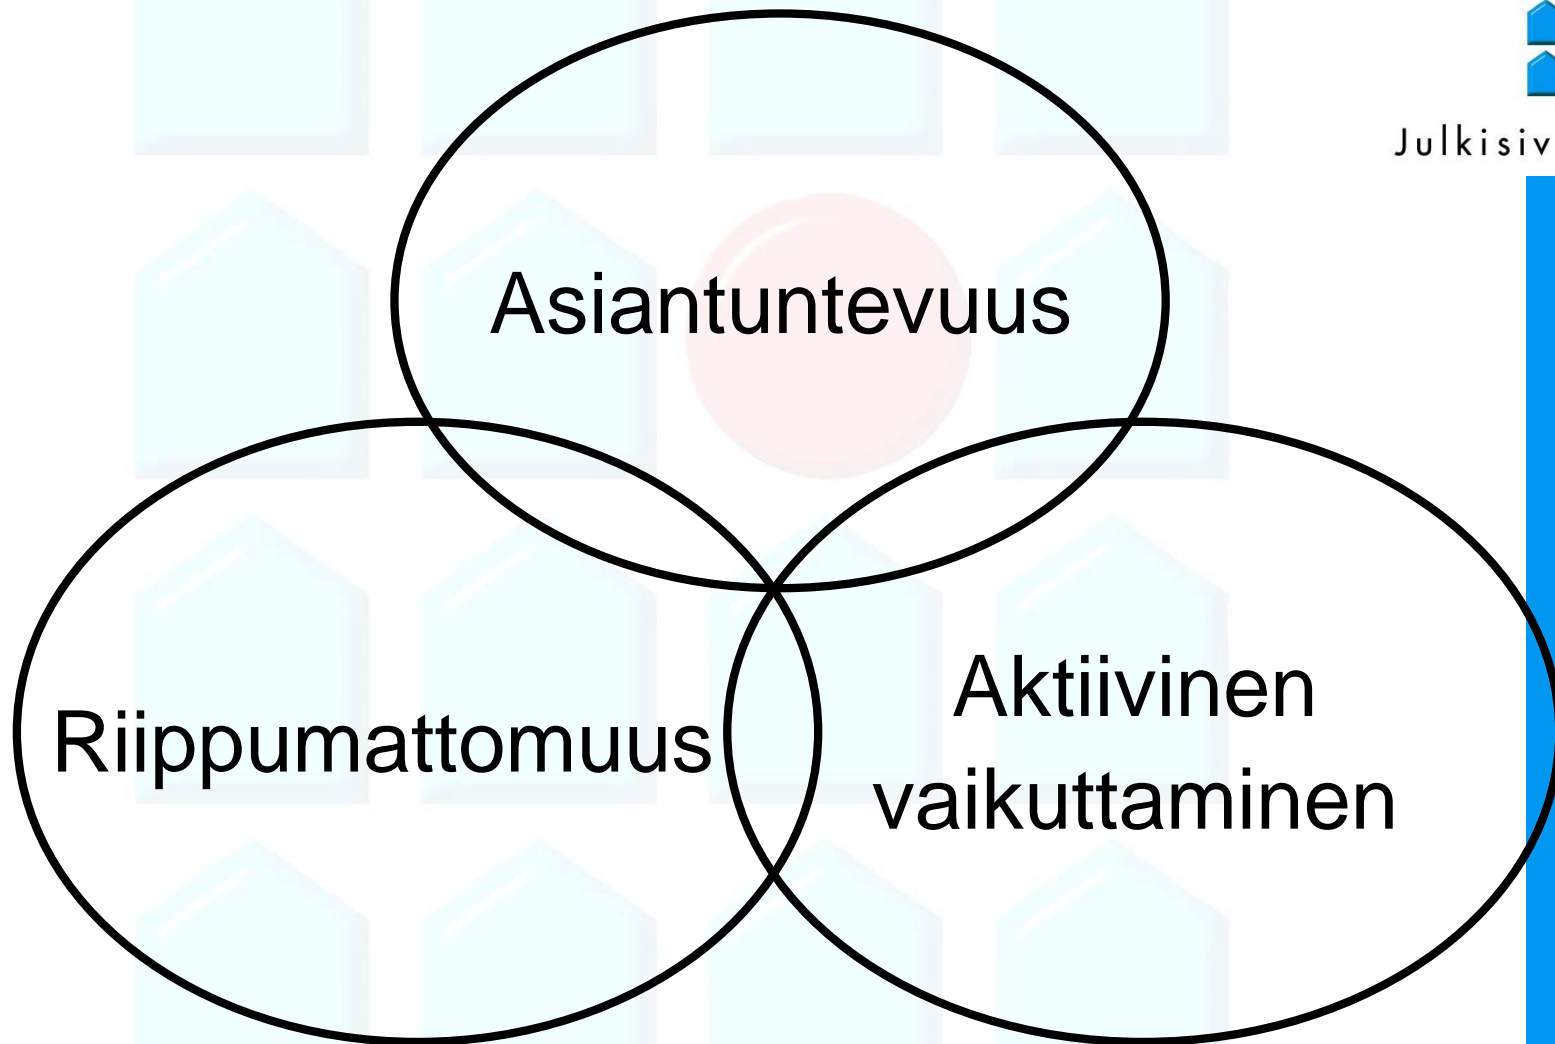 Julkisiv
Asiantuntevuus
Riippumattomuus
Aktiivinen
vaikuttaminen